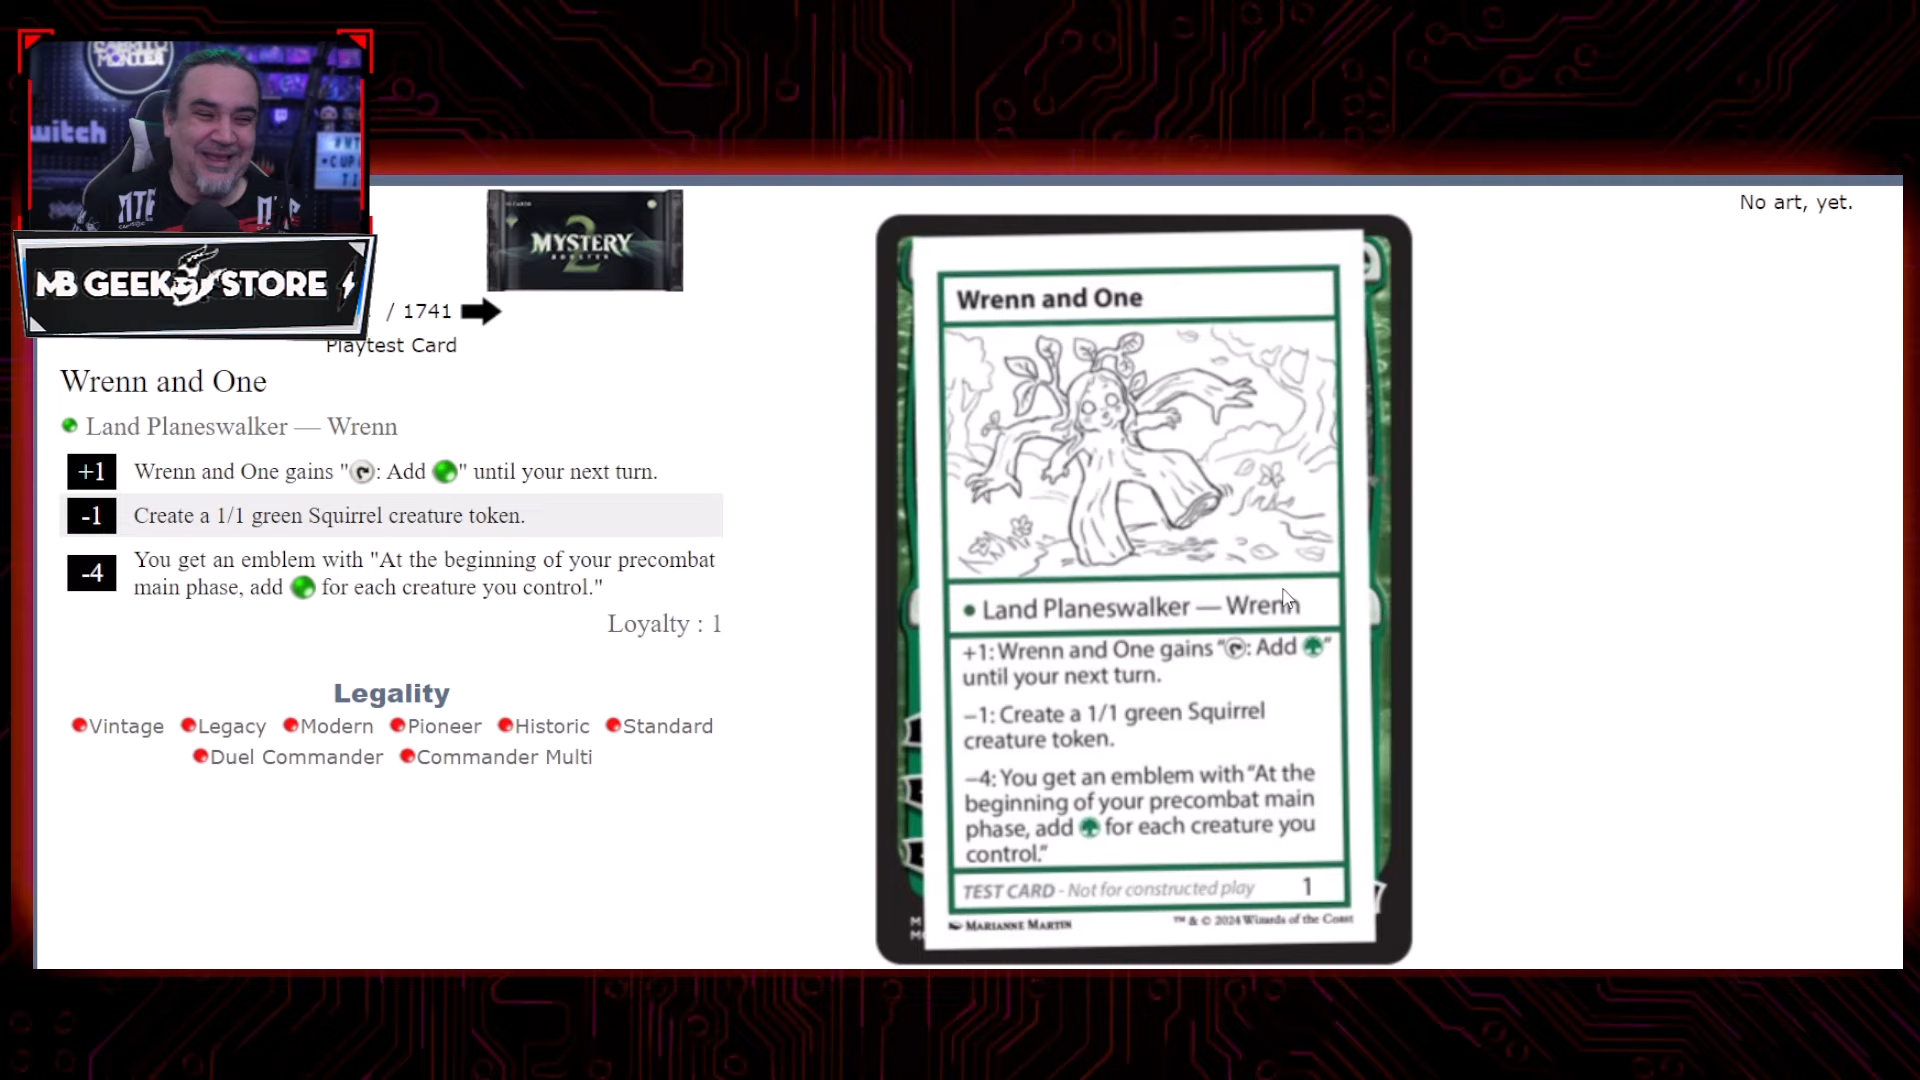 witch
MB GEEK STORE
MYSTERY
2
BOOSTER
No art, yet.
/ 1741
Playtest Card
Wrenn and One
Land Planeswalker — Wrenn
+1 Wrenn and One gains ": Add " until your next turn.
-1 Create a 1/1 green Squirrel creature token.
-4 You get an emblem with "At the beginning of your precombat
main phase, add for each creature you control."
Loyalty : 1
Legality
Vintage Legacy Modern Pioneer Historic Standard
Duel Commander Commander Multi
Wrenn and One
Land Planeswalker — Wrenn
+1: Wrenn and One gains ": Add "
until your next turn.
−1: Create a 1/1 green Squirrel
creature token.
−4: You get an emblem with "At the
beginning of your precombat main
phase, add for each creature you
control."
TEST CARD - Not for constructed play 1
MARIANNE MARTIN ™ & © 2024 Wizards of the Coast